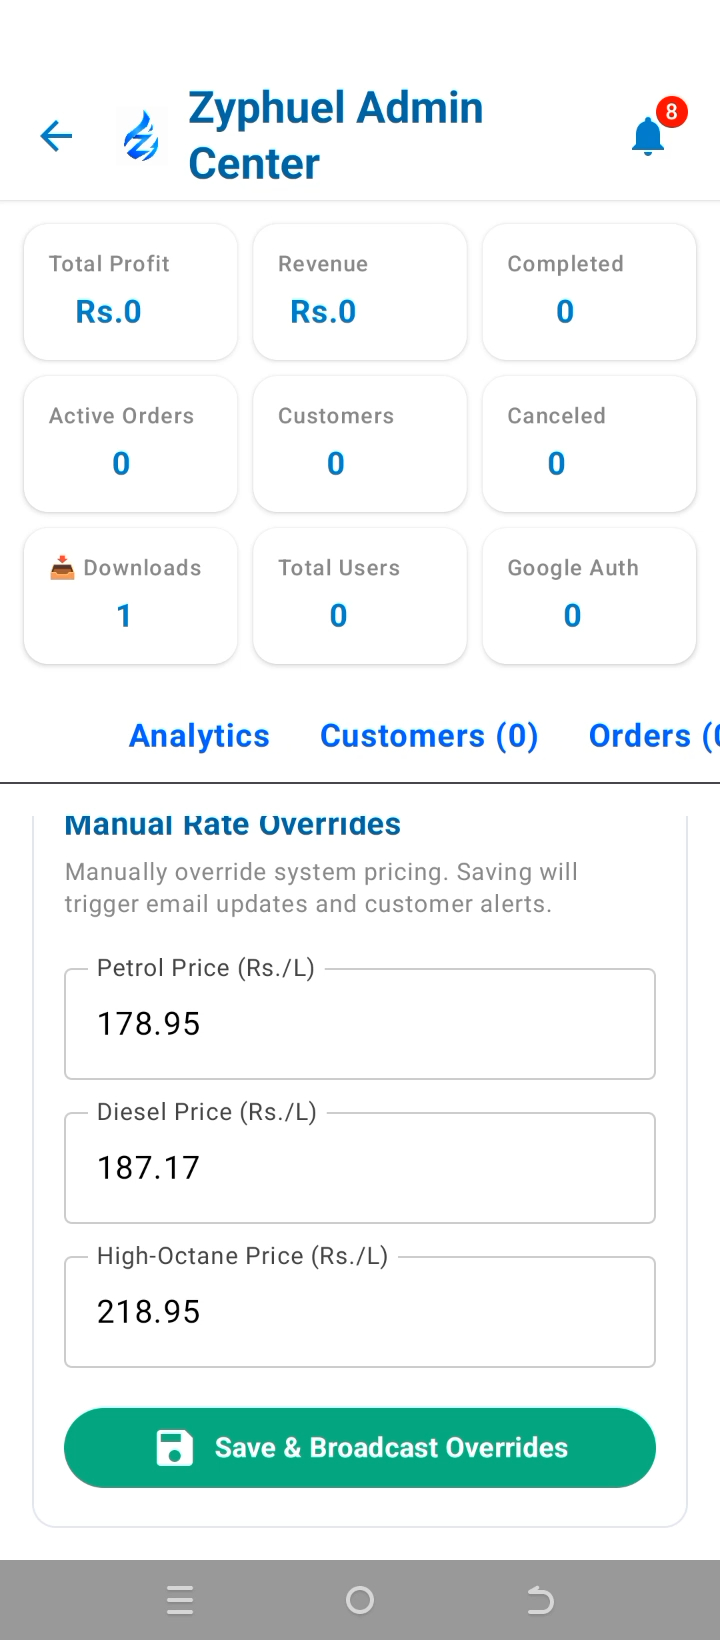 Zyphuel Admin
Center
8
Total Profit
Rs.0
Revenue
Rs.0
Completed
0
Active Orders
0
Customers
0
Canceled
0
📥 Downloads
1
Total Users
0
Google Auth
0
Analytics
Customers (0)
Orders (0
Manual Rate Overrides
Manually override system pricing. Saving will
trigger email updates and customer alerts.
Petrol Price (Rs./L)
178.95
Diesel Price (Rs./L)
187.17
High-Octane Price (Rs./L)
218.95
Save & Broadcast Overrides